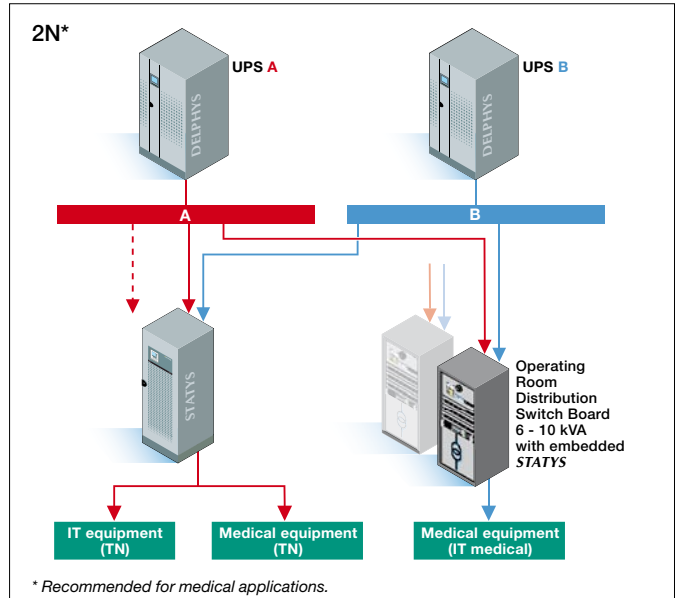 2N*
UPS A
UPS B
DELPHYS
DELPHYS
A
B
STATYS
Operating
Room
Distribution
Switch Board
6 - 10 kVA
with embedded
STATYS
IT equipment
(TN)
Medical equipment
(TN)
Medical equipment
(IT medical)
* Recommended for medical applications.